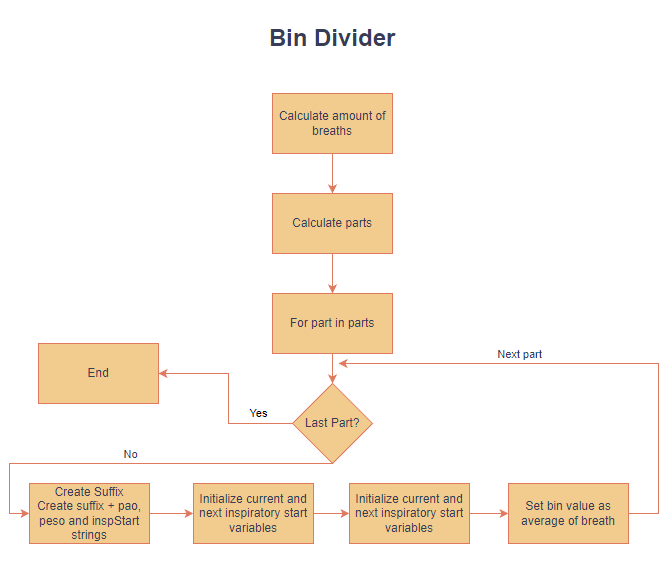 Bin Divider
Calculate amount of
breaths
Calculate parts
For part in parts
Next part
End
Last Part?
Yes
No
Create Suffix
Create suffix + pao,
peso and inspStart
strings
Initialize current and
next inspiratory start
variables
Initialize current and
next inspiratory start
variables
Set bin value as
average of breath